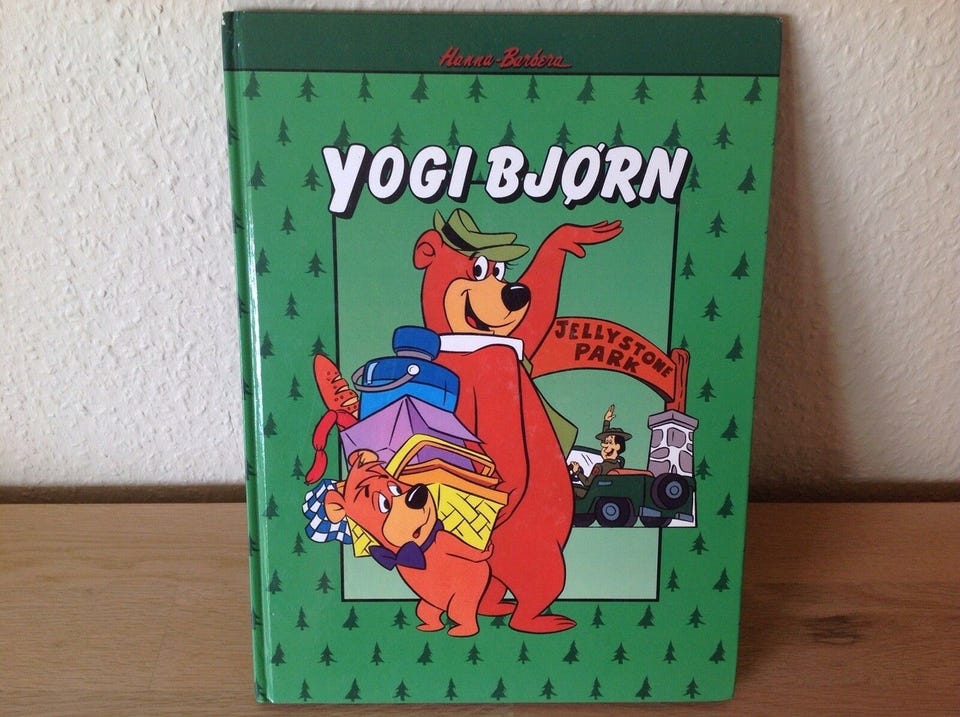 Hanna-Barbera
YOGI BJØRN
JELLYSTONE
PARK